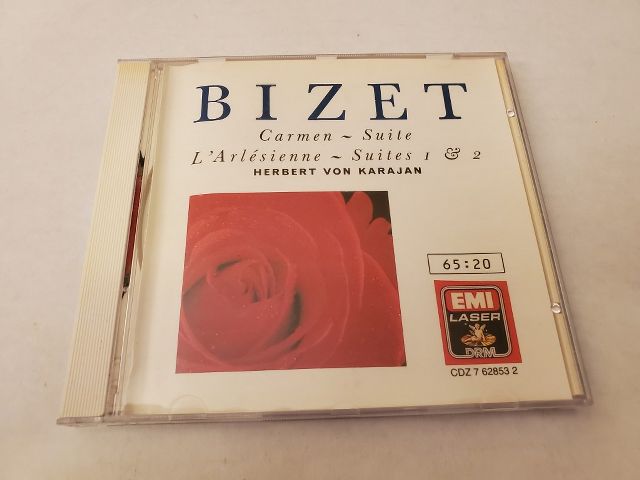 BIZET
Carmen ~ Suite
L'Arlésienne ~ Suites 1 & 2
HERBERT VON KARAJAN
65:20
EMI
LASER
DRM
CDZ 7 62853 2